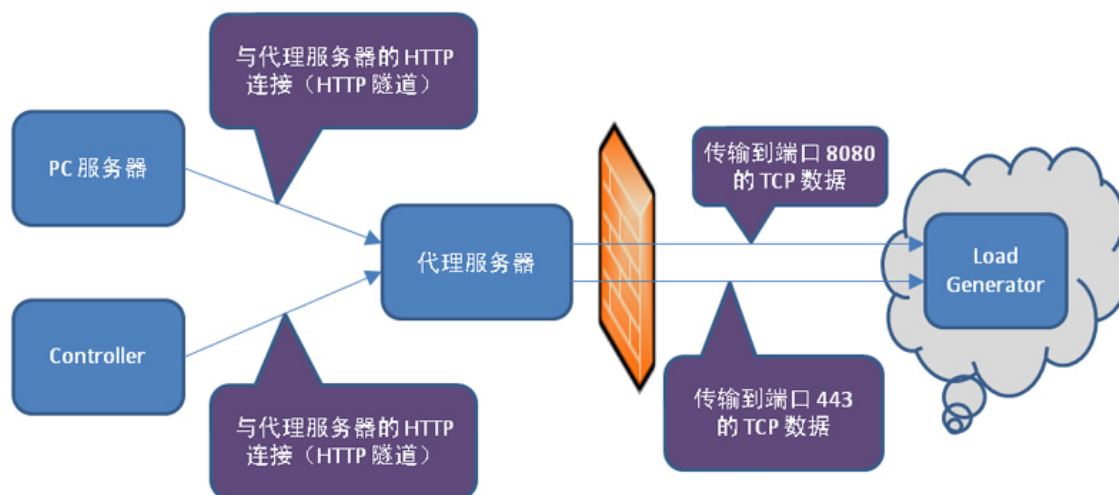 与代理服务器的 HTTP
连接（HTTP 隧道）
PC 服务器
传输到端口 8080
的 TCP 数据
代理服务器
Load
Generator
Controller
传输到端口 443
的 TCP 数据
与代理服务器的 HTTP
连接（HTTP 隧道）